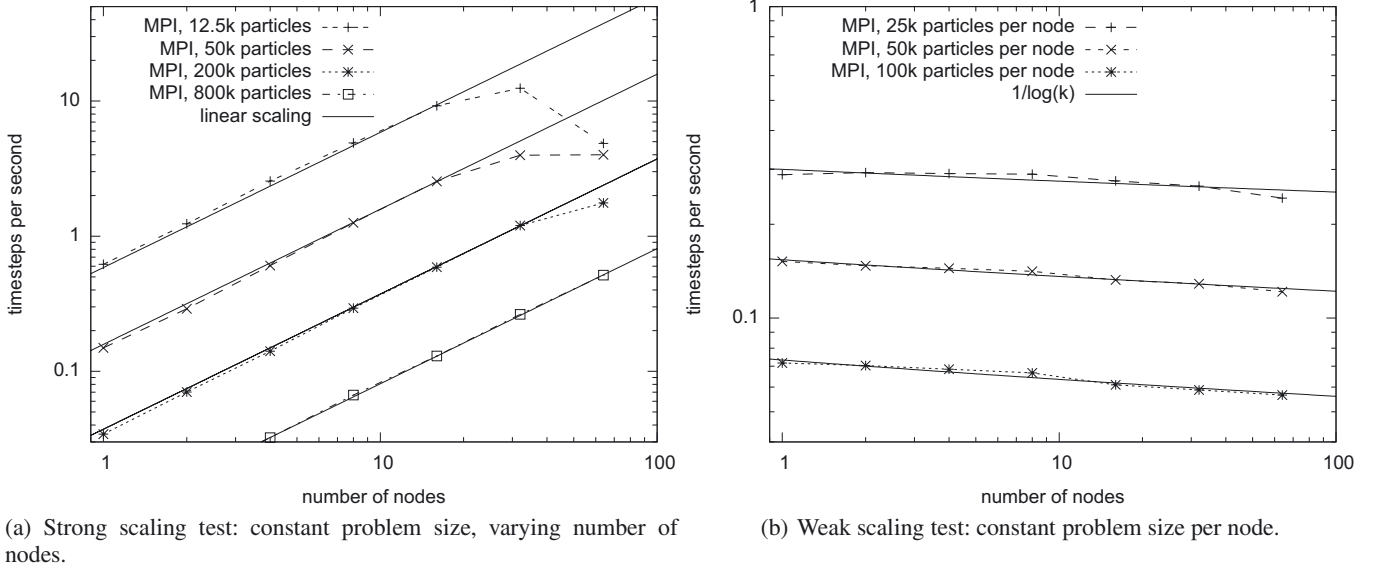 MPI, 12.5k particles
MPI, 50k particles
MPI, 200k particles
MPI, 800k particles
linear scaling
10
1
0.1
timesteps per second
1
10
100
number of nodes
(a) Strong scaling test: constant problem size, varying number of
nodes.
MPI, 25k particles per node
MPI, 50k particles per node
MPI, 100k particles per node
1/log(k)
1
0.1
timesteps per second
1
10
100
number of nodes
(b) Weak scaling test: constant problem size per node.